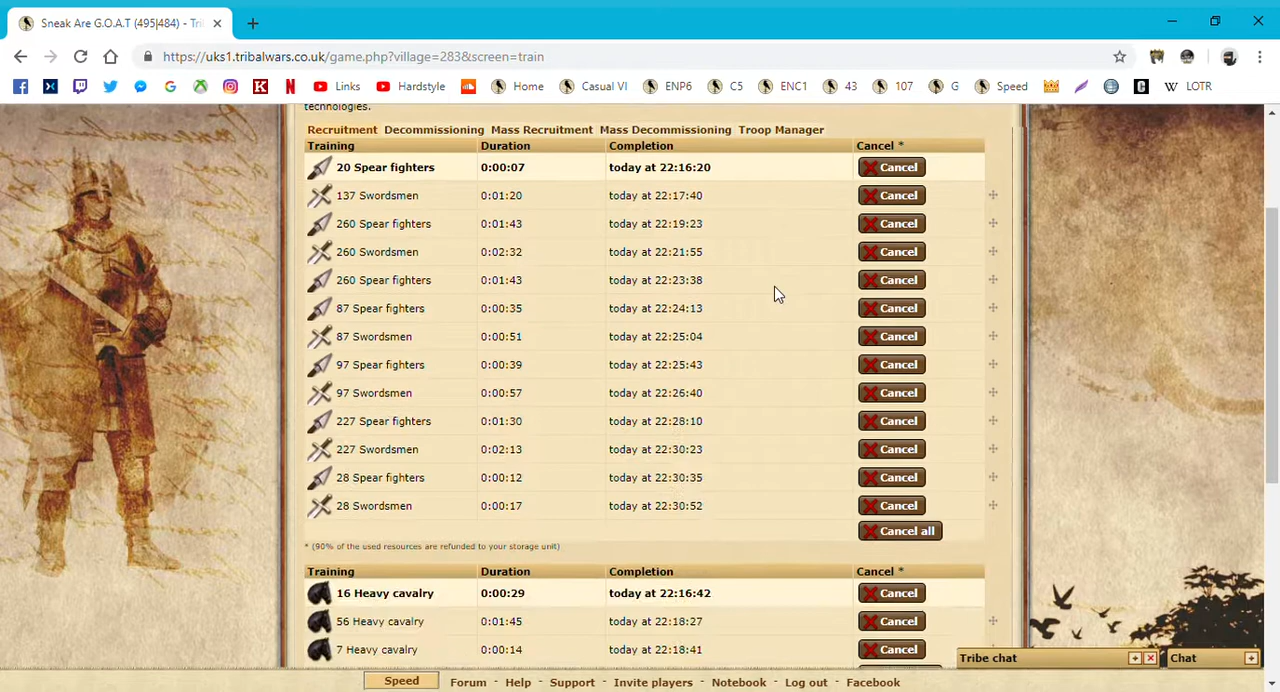 Sneak Are G.O.A.T (495|484) - Tri
https://uks1.tribalwars.co.uk/game.php?village=283&screen=train
Links Hardstyle Home Casual VI ENP6 C5 ENC1 43 107 G Speed LOTR
technologies.
Recruitment Decommissioning Mass Recruitment Mass Decommissioning Troop Manager
Training Duration Completion Cancel *
20 Spear fighters 0:00:07 today at 22:16:20 Cancel
137 Swordsmen 0:01:20 today at 22:17:40 Cancel
260 Spear fighters 0:01:43 today at 22:19:23 Cancel
260 Swordsmen 0:02:32 today at 22:21:55 Cancel
260 Spear fighters 0:01:43 today at 22:23:38 Cancel
87 Spear fighters 0:00:35 today at 22:24:13 Cancel
87 Swordsmen 0:00:51 today at 22:25:04 Cancel
97 Spear fighters 0:00:39 today at 22:25:43 Cancel
97 Swordsmen 0:00:57 today at 22:26:40 Cancel
227 Spear fighters 0:01:30 today at 22:28:10 Cancel
227 Swordsmen 0:02:13 today at 22:30:23 Cancel
28 Spear fighters 0:00:12 today at 22:30:35 Cancel
28 Swordsmen 0:00:17 today at 22:30:52 Cancel
Cancel all
* (90% of the used resources are refunded to your storage unit)
Training Duration Completion Cancel *
16 Heavy cavalry 0:00:29 today at 22:16:42 Cancel
56 Heavy cavalry 0:01:45 today at 22:18:27 Cancel
7 Heavy cavalry 0:00:14 today at 22:18:41 Cancel
Tribe chat Chat
Speed Forum - Help - Support - Invite players - Notebook - Log out - Facebook